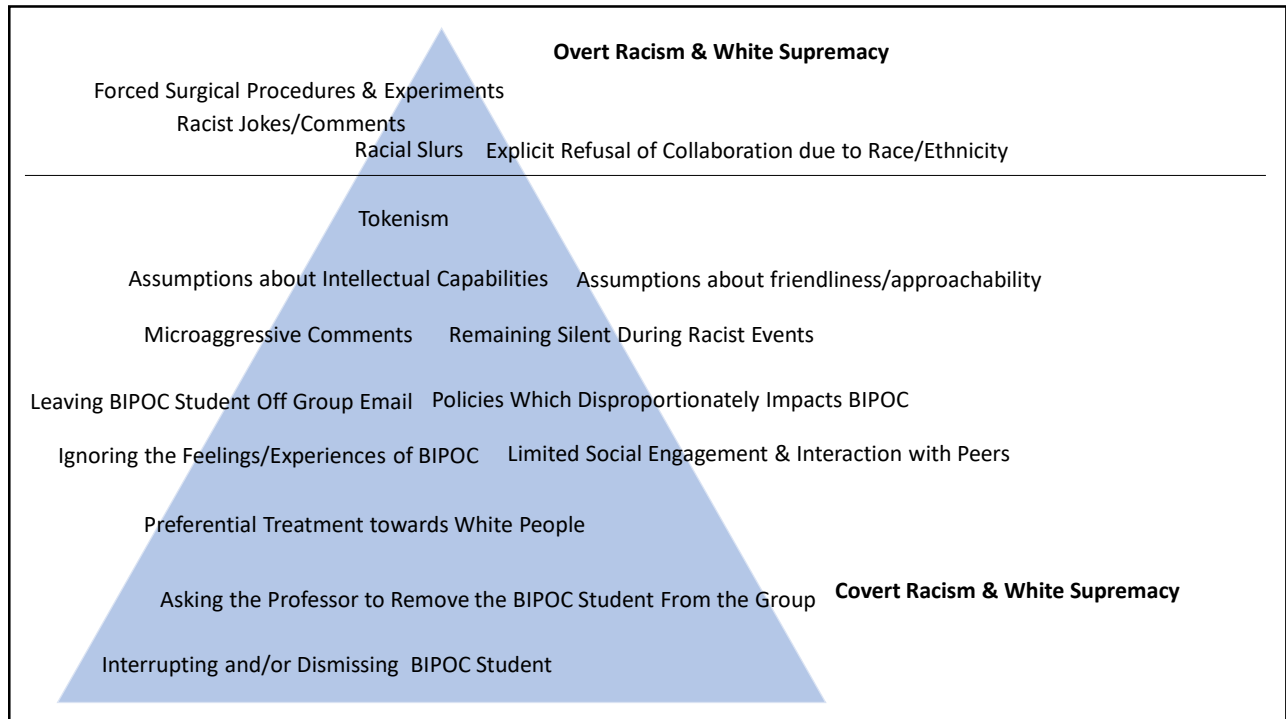 Overt Racism & White Supremacy
Forced Surgical Procedures & Experiments
Racist Jokes/Comments
Racial Slurs Explicit Refusal of Collaboration due to Race/Ethnicity
Tokenism
Assumptions about Intellectual Capabilities Assumptions about friendliness/approachability
Microaggressive Comments Remaining Silent During Racist Events
Leaving BIPOC Student Off Group Email Policies Which Disproportionately Impacts BIPOC
Ignoring the Feelings/Experiences of BIPOC Limited Social Engagement & Interaction with Peers
Preferential Treatment towards White People
Asking the Professor to Remove the BIPOC Student From the Group Covert Racism & White Supremacy
Interrupting and/or Dismissing BIPOC Student